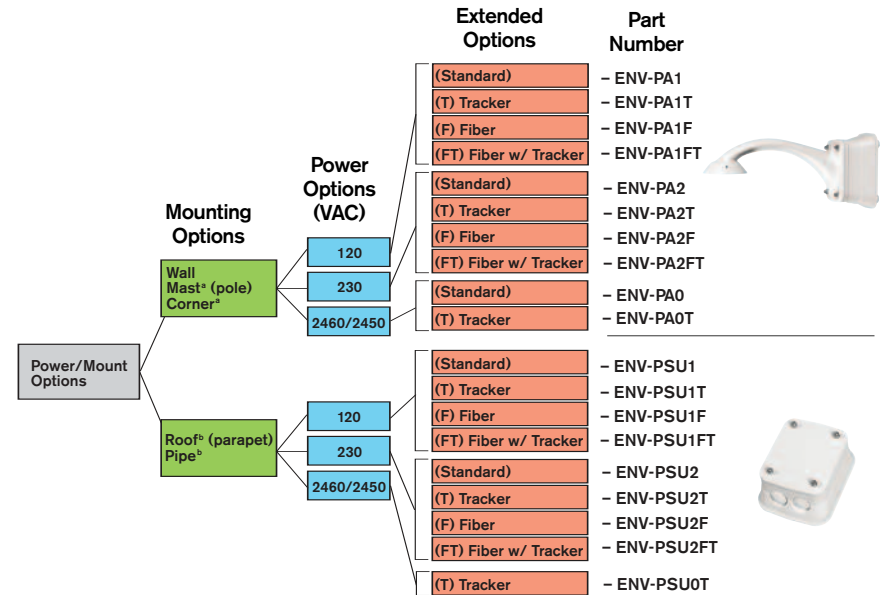 Extended
Options
Part
Number
Power
Options
(VAC)
Mounting
Options
Power/Mount
Options
Wall
Mastᵃ (pole)
Cornerᵃ
120
230
2460/2450
(Standard) – ENV-PA1
(T) Tracker – ENV-PA1T
(F) Fiber – ENV-PA1F
(FT) Fiber w/ Tracker – ENV-PA1FT
(Standard) – ENV-PA2
(T) Tracker – ENV-PA2T
(F) Fiber – ENV-PA2F
(FT) Fiber w/ Tracker – ENV-PA2FT
(Standard) – ENV-PA0
(T) Tracker – ENV-PA0T
Roofᵇ (parapet)
Pipeᵇ
120
230
2460/2450
(Standard) – ENV-PSU1
(T) Tracker – ENV-PSU1T
(F) Fiber – ENV-PSU1F
(FT) Fiber w/ Tracker – ENV-PSU1FT
(Standard) – ENV-PSU2
(T) Tracker – ENV-PSU2T
(F) Fiber – ENV-PSU2F
(FT) Fiber w/ Tracker – ENV-PSU2FT
(T) Tracker – ENV-PSU0T